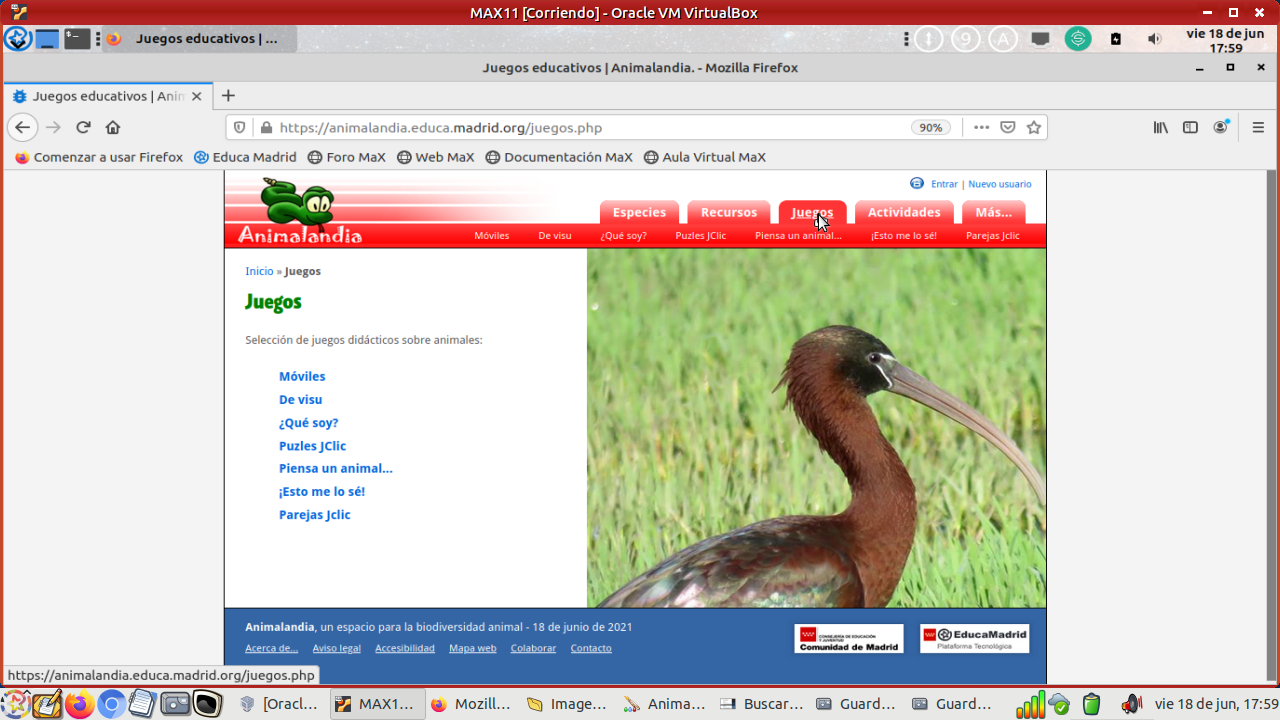 MAX11 [Corriendo] - Oracle VM VirtualBox
Juegos educativos | ...
vie 18 de jun
17:59
Juegos educativos | Animalandia. - Mozilla Firefox
Juegos educativos | Anim
https://animalandia.educa.madrid.org/juegos.php
90%
Comenzar a usar Firefox
Educa Madrid
Foro MaX
Web MaX
Documentación MaX
Aula Virtual MaX
Entrar | Nuevo usuario
Animalandia
Especies
Recursos
Juegos
Actividades
Más...
Móviles
De visu
¿Qué soy?
Puzles JClic
Piensa un animal...
¡Esto me lo sé!
Parejas Jclic
Inicio » Juegos
Juegos
Selección de juegos didácticos sobre animales:
Móviles
De visu
¿Qué soy?
Puzles JClic
Piensa un animal...
¡Esto me lo sé!
Parejas Jclic
Animalandia, un espacio para la biodiversidad animal - 18 de junio de 2021
Acerca de...
Aviso legal
Accesibilidad
Mapa web
Colaborar
Contacto
CONSEJERÍA DE EDUCACIÓN
Y JUVENTUD
Comunidad de Madrid
EducaMadrid
Plataforma Tecnológica
https://animalandia.educa.madrid.org/juegos.php
[Oracl...
MAX1...
Mozill...
Image...
Anima...
Buscar...
Guard...
Guard...
vie 18 de jun, 17:59